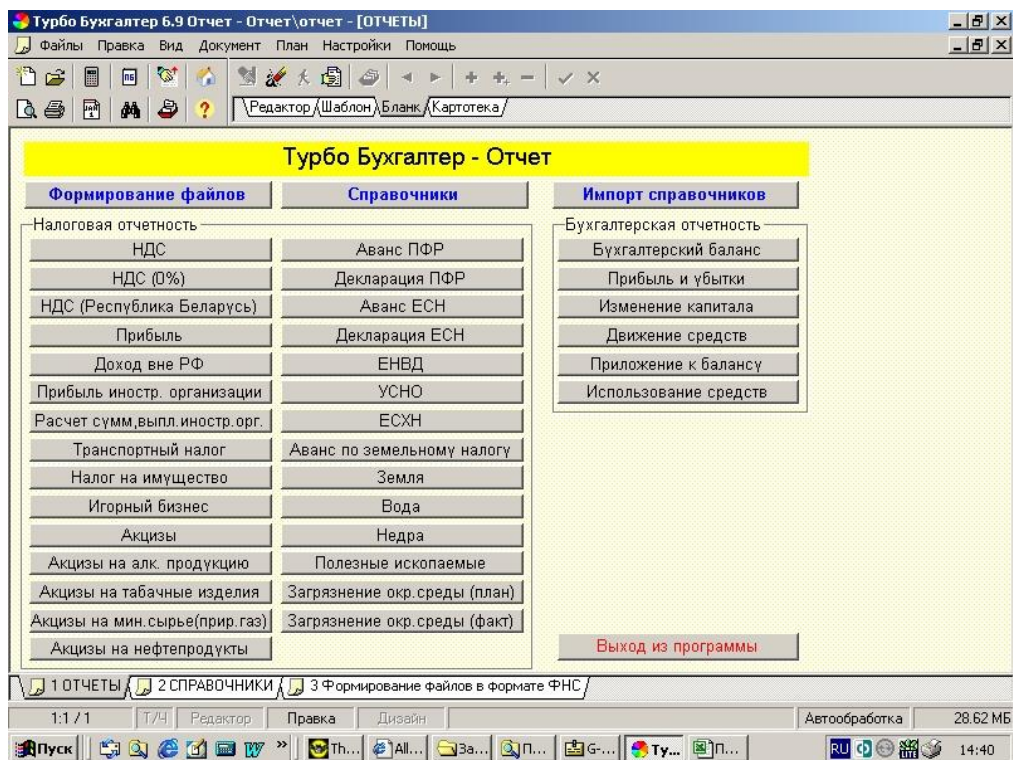 Турбо Бухгалтер 6.9 Отчет - Отчет\отчет - [ОТЧЕТЫ]
Файлы Правка Вид Документ План Настройки Помощь
Редактор Шаблон Бланк Картотека
Турбо Бухгалтер - Отчет
Формирование файлов Справочники Импорт справочников
Налоговая отчетность Бухгалтерская отчетность
НДС Аванс ПФР Бухгалтерский баланс
НДС (0%) Декларация ПФР Прибыль и убытки
НДС (Республика Беларусь) Аванс ЕСН Изменение капитала
Прибыль Декларация ЕСН Движение средств
Доход вне РФ ЕНВД Приложение к балансу
Прибыль иностр. организации УСНО Использование средств
Расчет сумм,выпл.иностр.орг. ЕСХН
Транспортный налог Аванс по земельному налогу
Налог на имущество Земля
Игорный бизнес Вода
Акцизы Недра
Акцизы на алк. продукцию Полезные ископаемые
Акцизы на табачные изделия Загрязнение окр.среды (план)
Акцизы на мин.сырье(прир.газ) Загрязнение окр.среды (факт)
Акцизы на нефтепродукты Выход из программы
1 ОТЧЕТЫ 2 СПРАВОЧНИКИ 3 Формирование файлов в формате ФНС
1:1 / 1 Т/Ч Редактор Правка Дизайн Автообработка 28.62 МБ
Пуск » Th... All... За... П... G-... Ту... П... RU 14:40